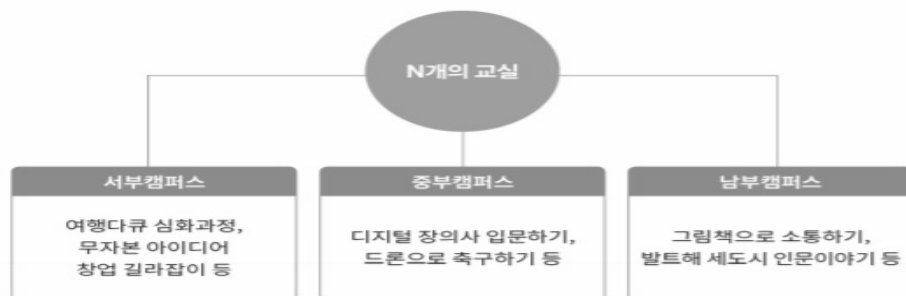 N개의 교실
서부캠퍼스
여행다큐 심화과정,
무자본 아이디어
창업 길라잡이 등
중부캠퍼스
디지털 장의사 입문하기,
드론으로 축구하기 등
남부캠퍼스
그림책으로 소통하기,
발트해 세도시 인문이야기 등